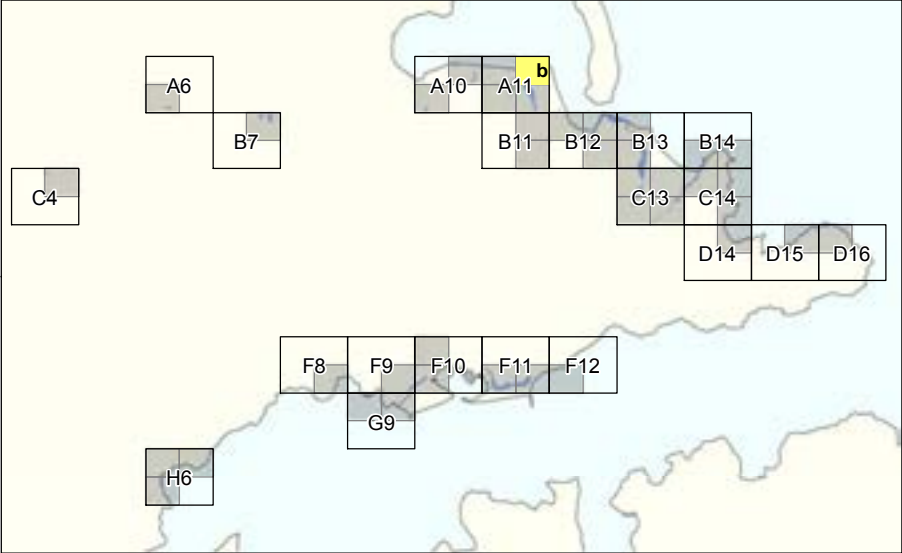 A6 A10 A11 b
B7 B11 B12 B13 B14
C4 C13 C14
D14 D15 D16
F8 F9 F10 F11 F12
G9
H6